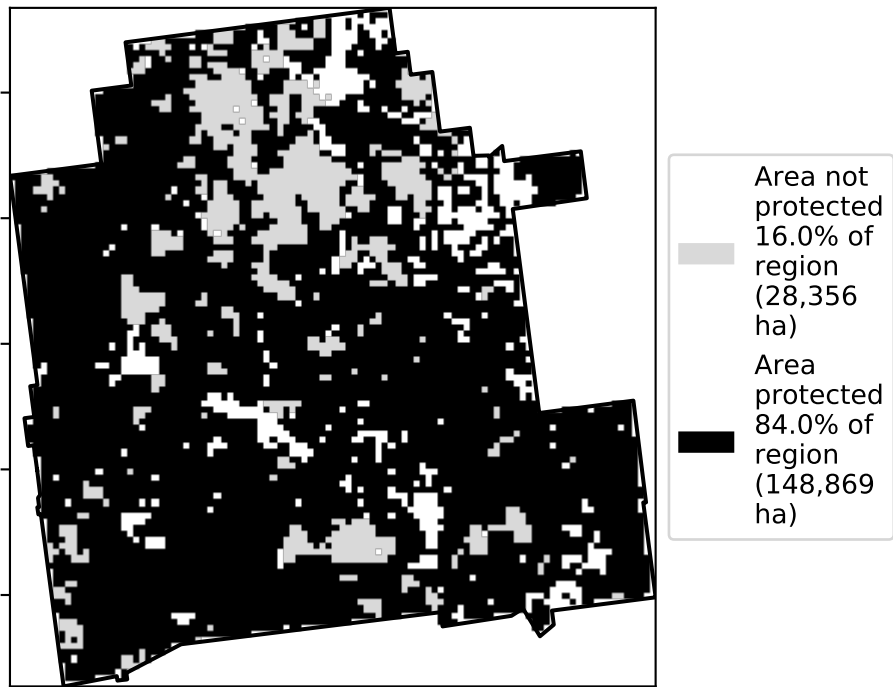 Area not
protected
16.0% of
region
(28,356
ha)
Area
protected
84.0% of
region
(148,869
ha)